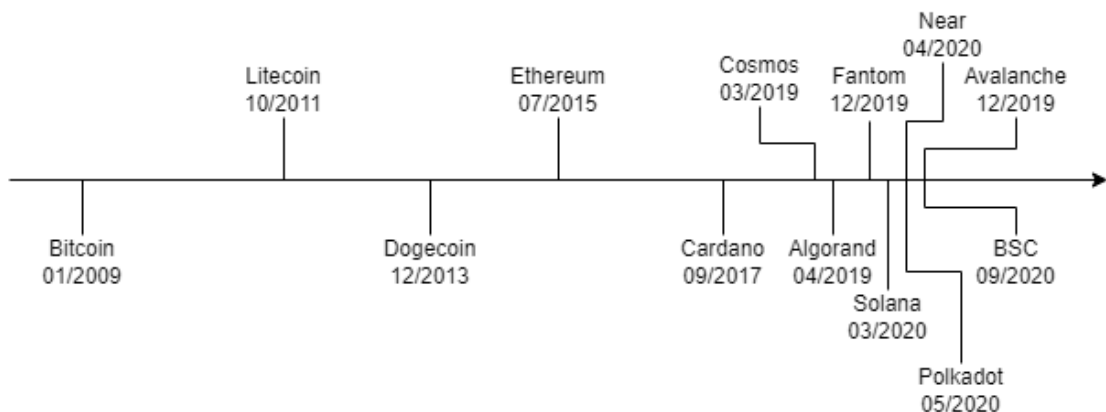 Near
04/2020
Litecoin
10/2011
Ethereum
07/2015
Cosmos
03/2019
Fantom
12/2019
Avalanche
12/2019
Bitcoin
01/2009
Dogecoin
12/2013
Cardano
09/2017
Algorand
04/2019
BSC
09/2020
Solana
03/2020
Polkadot
05/2020